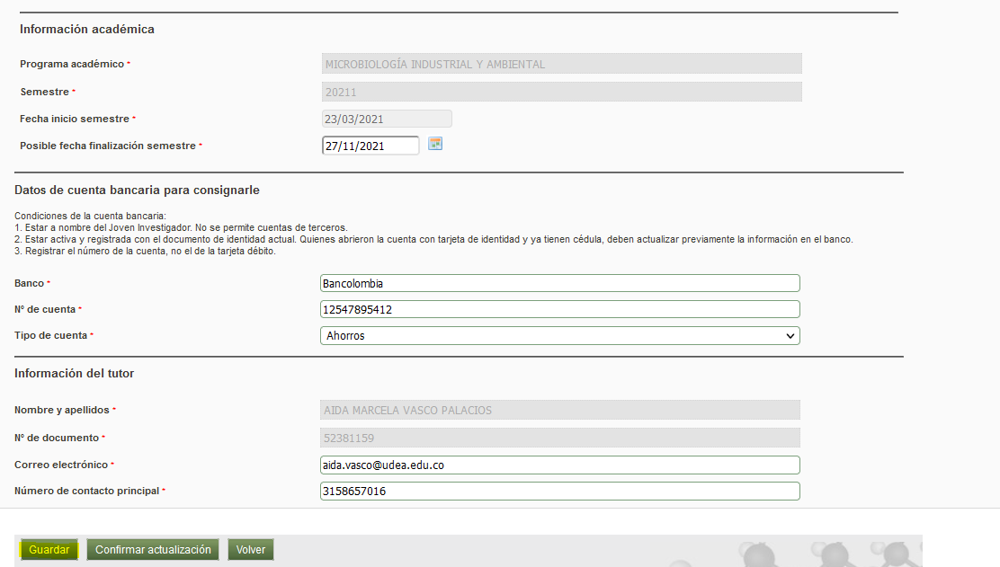 Información académica
Programa académico * MICROBIOLOGÍA INDUSTRIAL Y AMBIENTAL
Semestre * 20211
Fecha inicio semestre * 23/03/2021
Posible fecha finalización semestre * 27/11/2021
Datos de cuenta bancaria para consignarle
Condiciones de la cuenta bancaria:
1. Estar a nombre del Joven Investigador. No se permite cuentas de terceros.
2. Estar activa y registrada con el documento de identidad actual. Quienes abrieron la cuenta con tarjeta de identidad y ya tienen cédula, deben actualizar previamente la información en el banco.
3. Registrar el número de la cuenta, no el de la tarjeta débito.
Banco * Bancolombia
Nº de cuenta * 12547895412
Tipo de cuenta * Ahorros
Información del tutor
Nombre y apellidos * AIDA MARCELA VASCO PALACIOS
Nº de documento * 52381159
Correo electrónico * aida.vasco@udea.edu.co
Número de contacto principal * 3158657016
Guardar Confirmar actualización Volver